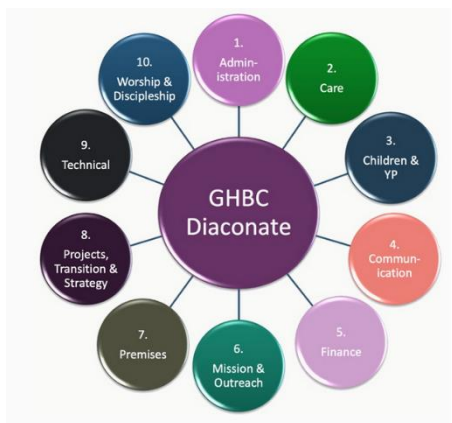 GHBC
Diaconate
1.
Admin-
istration
2.
Care
3.
Children &
YP
4.
Commun-
ication
5.
Finance
6.
Mission &
Outreach
7.
Premises
8.
Projects,
Transition &
Strategy
9.
Technical
10.
Worship &
Discipleship